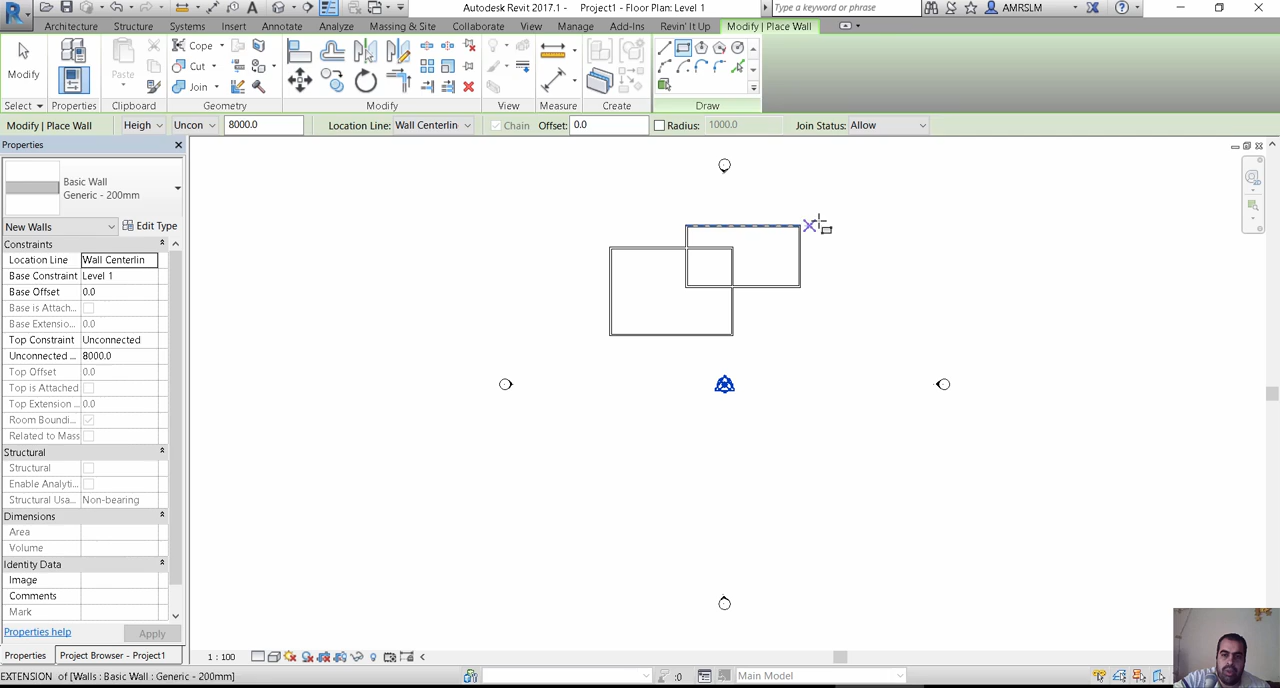 Autodesk Revit 2017.1 - Project1 - Floor Plan: Level 1
Type a keyword or phrase
AMRSLM
Architecture Structure Systems Insert Annotate Analyze Massing & Site Collaborate View Manage Add-Ins Revin' It Up Modify | Place Wall
Modify
Paste
Cope
Cut
Join
Select Properties Clipboard Geometry Modify View Measure Create Draw
Modify | Place Wall Heigh Uncon 8000.0 Location Line: Wall Centerlin Chain Offset: 0.0 Radius: 1000.0 Join Status: Allow
Properties
Basic Wall
Generic - 200mm
New Walls Edit Type
Constraints
Location Line Wall Centerlin
Base Constraint Level 1
Base Offset 0.0
Base is Attach...
Base Extensio... 0.0
Top Constraint Unconnected
Unconnected ... 8000.0
Top Offset 0.0
Top is Attached
Top Extension ... 0.0
Room Boundi...
Related to Mass
Structural
Structural
Enable Analyti...
Structural Usa... Non-bearing
Dimensions
Area
Volume
Identity Data
Image
Comments
Mark
Properties help Apply
Properties Project Browser - Project1
1 : 100
EXTENSION of [Walls : Basic Wall : Generic - 200mm]
:0
Main Model